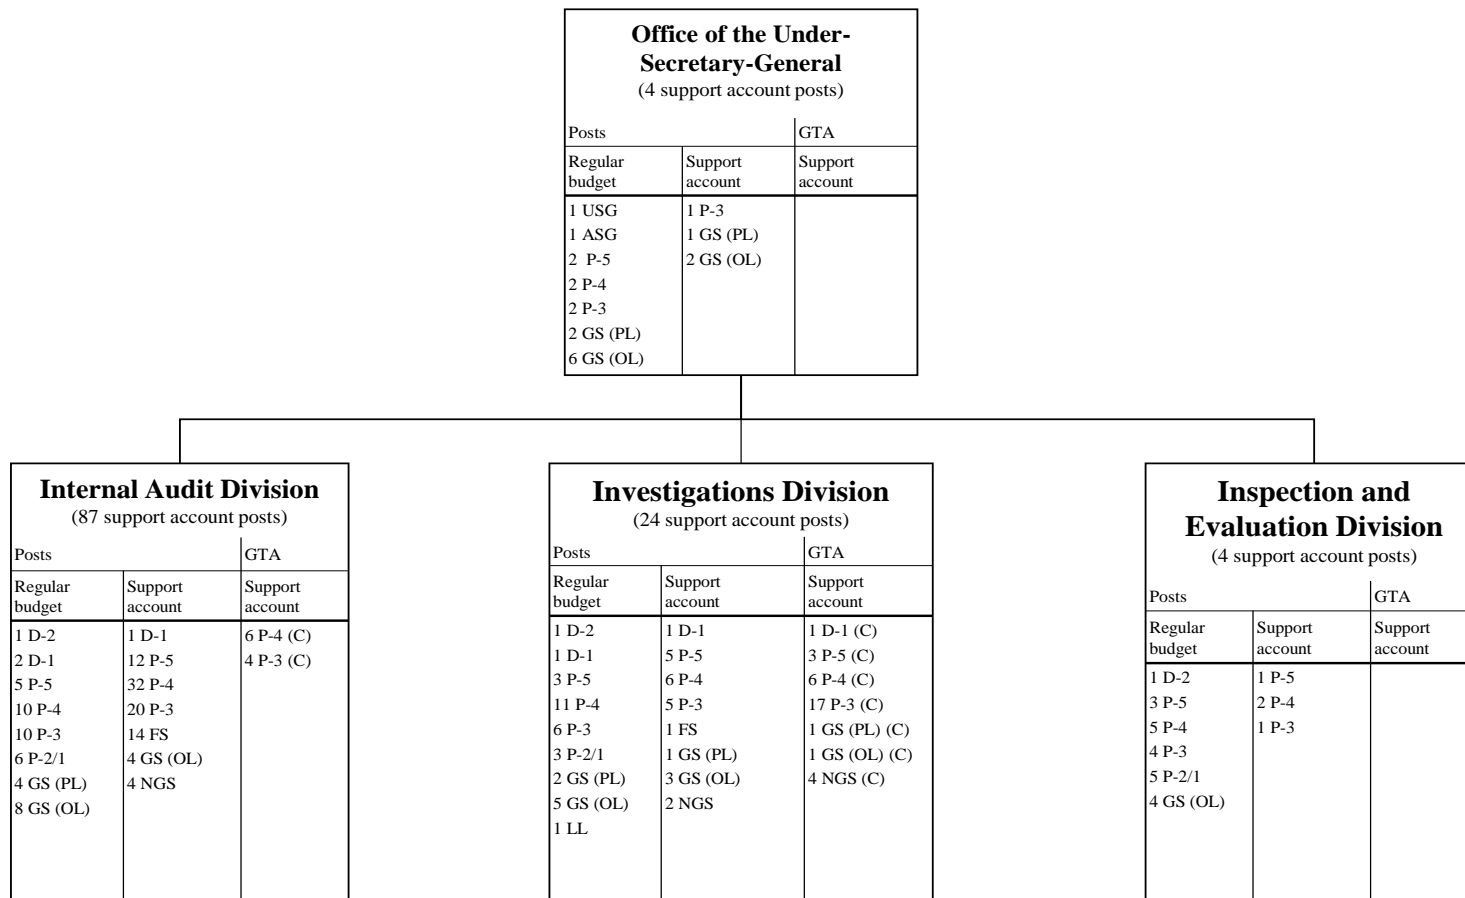 Office of the Under-
Secretary-General
(4 support account posts)
Posts GTA
Regular Support Support
budget account account
1 USG 1 P-3
1 ASG 1 GS (PL)
2 P-5 2 GS (OL)
2 P-4
2 P-3
2 GS (PL)
6 GS (OL)
Internal Audit Division
(87 support account posts)
Posts GTA
Regular Support Support
budget account account
1 D-2 1 D-1 6 P-4 (C)
2 D-1 12 P-5 4 P-3 (C)
5 P-5 32 P-4
10 P-4 20 P-3
10 P-3 14 FS
6 P-2/1 4 GS (OL)
4 GS (PL) 4 NGS
8 GS (OL)
Investigations Division
(24 support account posts)
Posts GTA
Regular Support Support
budget account account
1 D-2 1 D-1 1 D-1 (C)
1 D-1 5 P-5 3 P-5 (C)
3 P-5 6 P-4 6 P-4 (C)
11 P-4 5 P-3 17 P-3 (C)
6 P-3 1 FS 1 GS (PL) (C)
3 P-2/1 1 GS (PL) 1 GS (OL) (C)
2 GS (PL) 3 GS (OL) 4 NGS (C)
5 GS (OL) 2 NGS
1 LL
Inspection and
Evaluation Division
(4 support account posts)
Posts GTA
Regular Support Support
budget account account
1 D-2 1 P-5
3 P-5 2 P-4
5 P-4 1 P-3
4 P-3
5 P-2/1
4 GS (OL)